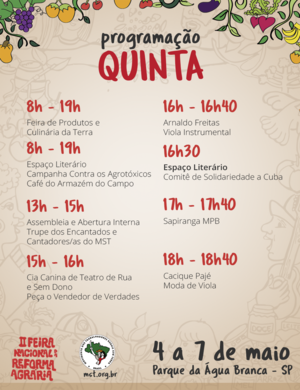 programação
QUINTA
8h - 19h
Feira de Produtos e
Culinária da Terra
8h - 19h
Espaço Literário
Campanha Contra os Agrotóxicos
Café do Armazém do Campo
13h - 15h
Assembleia e Abertura Interna
Trupe dos Encantados e
Cantadores/as do MST
15h - 16h
Cia Canina de Teatro de Rua
e Sem Dono
Peça o Vendedor de Verdades
16h - 16h40
Arnaldo Freitas
Viola Instrumental
16h30
Espaço Literário
Comitê de Solidariedade a Cuba
17h - 17h40
Sapiranga MPB
18h - 18h40
Cacique Pajé
Moda de Viola
II FEIRA
NACIONAL DA
REFORMA
AGRÁRIA
mst.org.br
4 a 7 de maio
Parque da Água Branca - SP